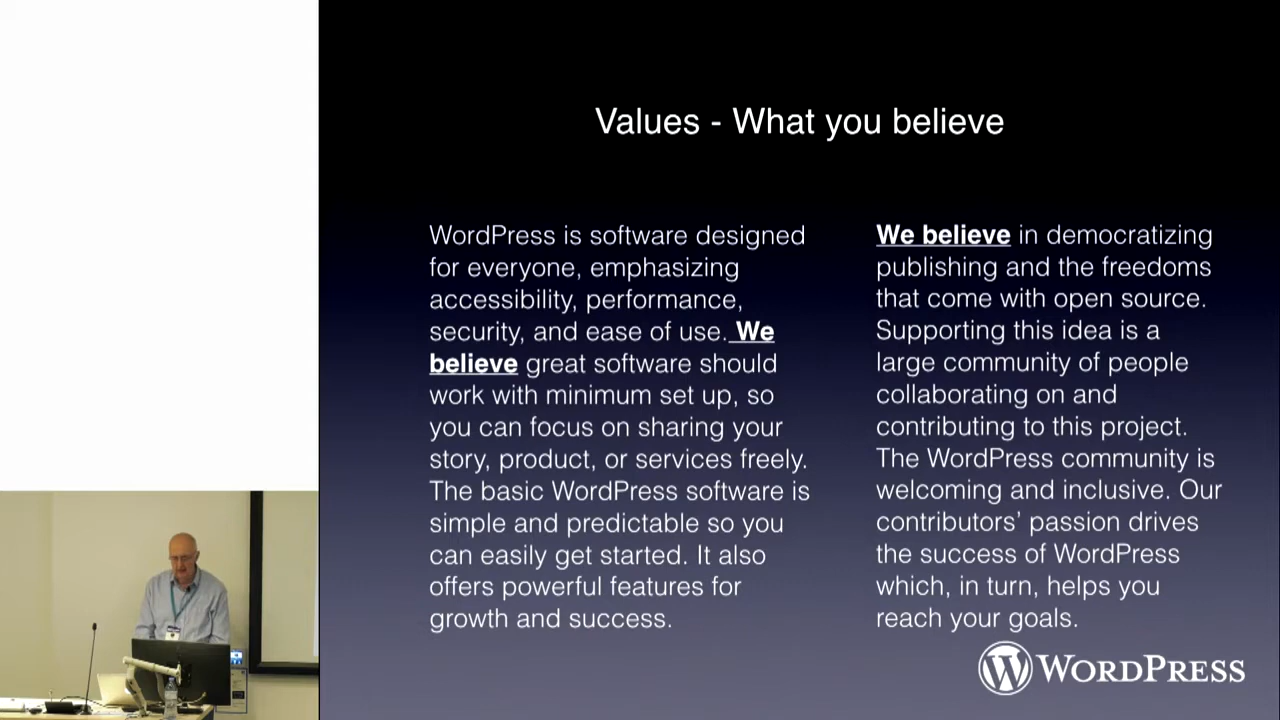 Values - What you believe
WordPress is software designed
for everyone, emphasizing
accessibility, performance,
security, and ease of use. We
believe great software should
work with minimum set up, so
you can focus on sharing your
story, product, or services freely.
The basic WordPress software is
simple and predictable so you
can easily get started. It also
offers powerful features for
growth and success.
We believe in democratizing
publishing and the freedoms
that come with open source.
Supporting this idea is a
large community of people
collaborating on and
contributing to this project.
The WordPress community is
welcoming and inclusive. Our
contributors’ passion drives
the success of WordPress
which, in turn, helps you
reach your goals.
WORDPRESS